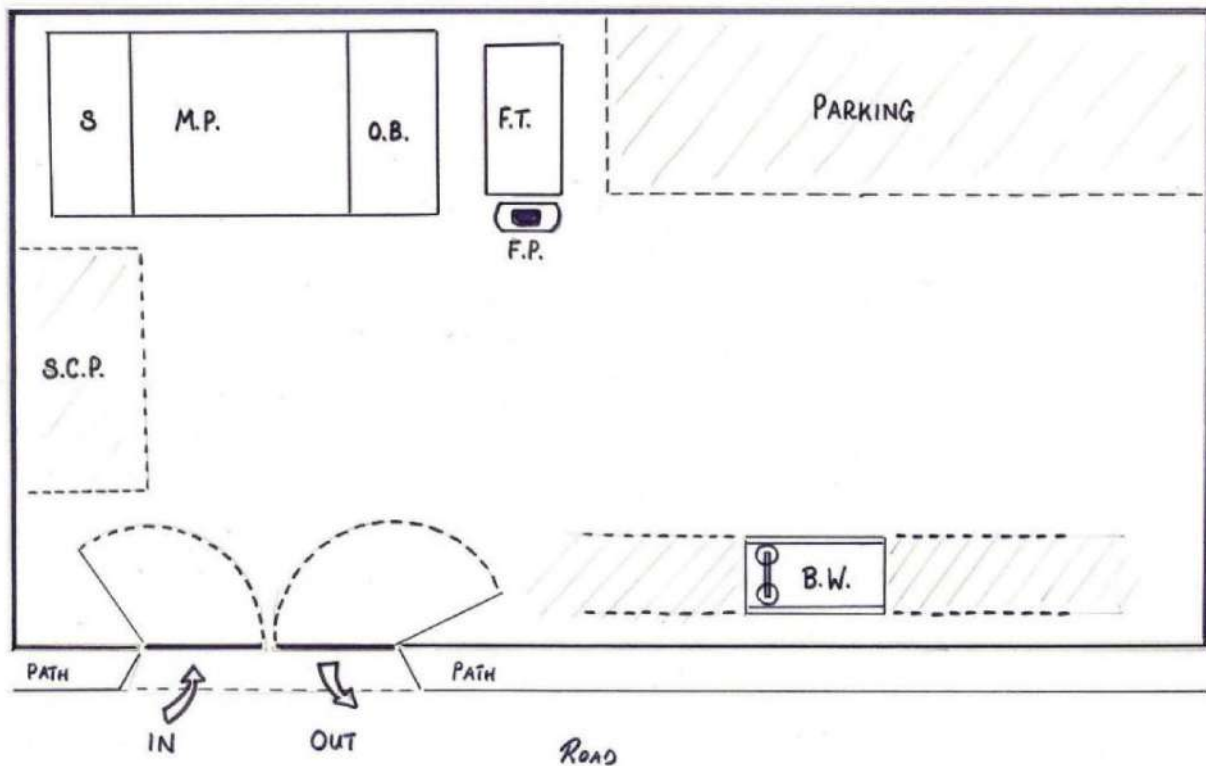 S
M.P.
O.B.
F.T.
PARKING
F.P.
S.C.P.
B.W.
PATH
PATH
IN
OUT
ROAD